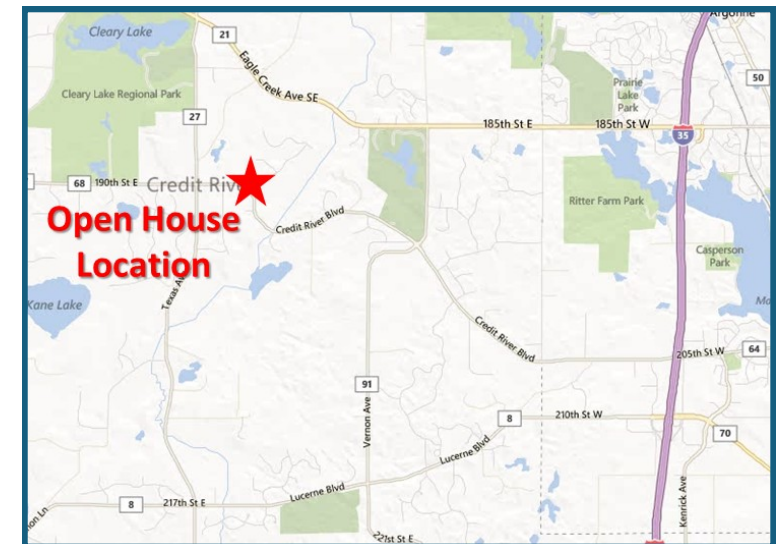 Argonne
Cleary Lake
21
Eagle Creek Ave SE
Cleary Lake Regional Park
27
Prairie
Lake
Park
50
185th St E
185th St W
35
68
190th St E
Credit
Open House
Location
Ritter Farm Park
Credit River Blvd
Casperson
Park
Kane Lake
Texas
Credit River Blvd
205th St W
64
91
Vernon Ave
8
210th St W
70
Lucerne Blvd
Kenrick Ave
8
217th St E
Lucerne Blvd
221st St E